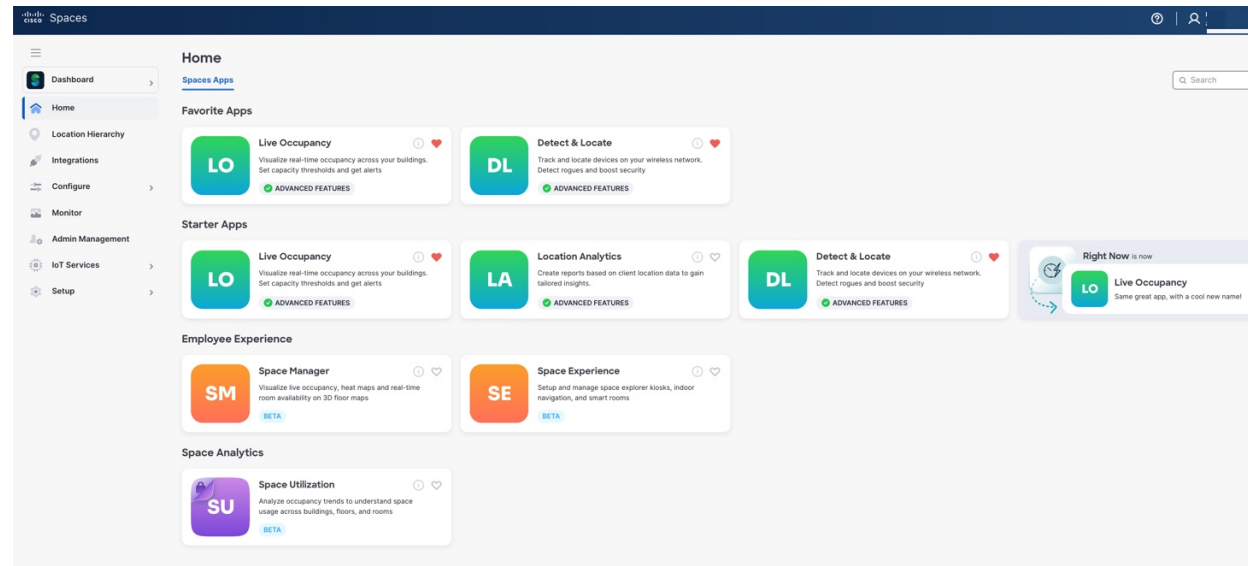 cisco Spaces
Dashboard
Home
Location Hierarchy
Integrations
Configure
Monitor
Admin Management
IoT Services
Setup
Home
Spaces Apps
Search
Favorite Apps
LO
Live Occupancy
Visualize real-time occupancy across your buildings.
Set capacity thresholds and get alerts
ADVANCED FEATURES
DL
Detect & Locate
Track and locate devices on your wireless network.
Detect rogues and boost security
ADVANCED FEATURES
Starter Apps
LO
Live Occupancy
Visualize real-time occupancy across your buildings.
Set capacity thresholds and get alerts
ADVANCED FEATURES
LA
Location Analytics
Create reports based on client location data to gain
tailored insights.
ADVANCED FEATURES
DL
Detect & Locate
Track and locate devices on your wireless network.
Detect rogues and boost security
ADVANCED FEATURES
Right Now is now
LO
Live Occupancy
Same great app, with a cool new name!
Employee Experience
SM
Space Manager
Visualize live occupancy, heat maps and real-time
room availability on 3D floor maps
BETA
SE
Space Experience
Setup and manage space explorer kiosks, indoor
navigation, and smart rooms
BETA
Space Analytics
SU
Space Utilization
Analyze occupancy trends to understand space
usage across buildings, floors, and rooms
BETA